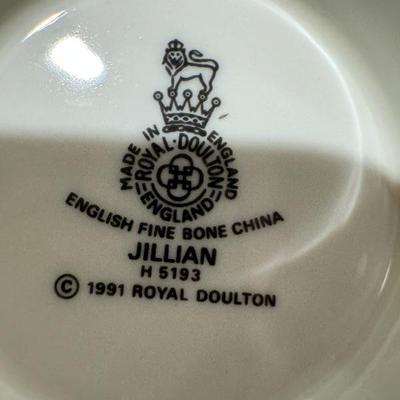 MADE IN ENGLAND
ROYAL·DOULTON
ENGLAND
ENGLISH FINE BONE CHINA
JILLIAN
H 5193
© 1991 ROYAL DOULTON